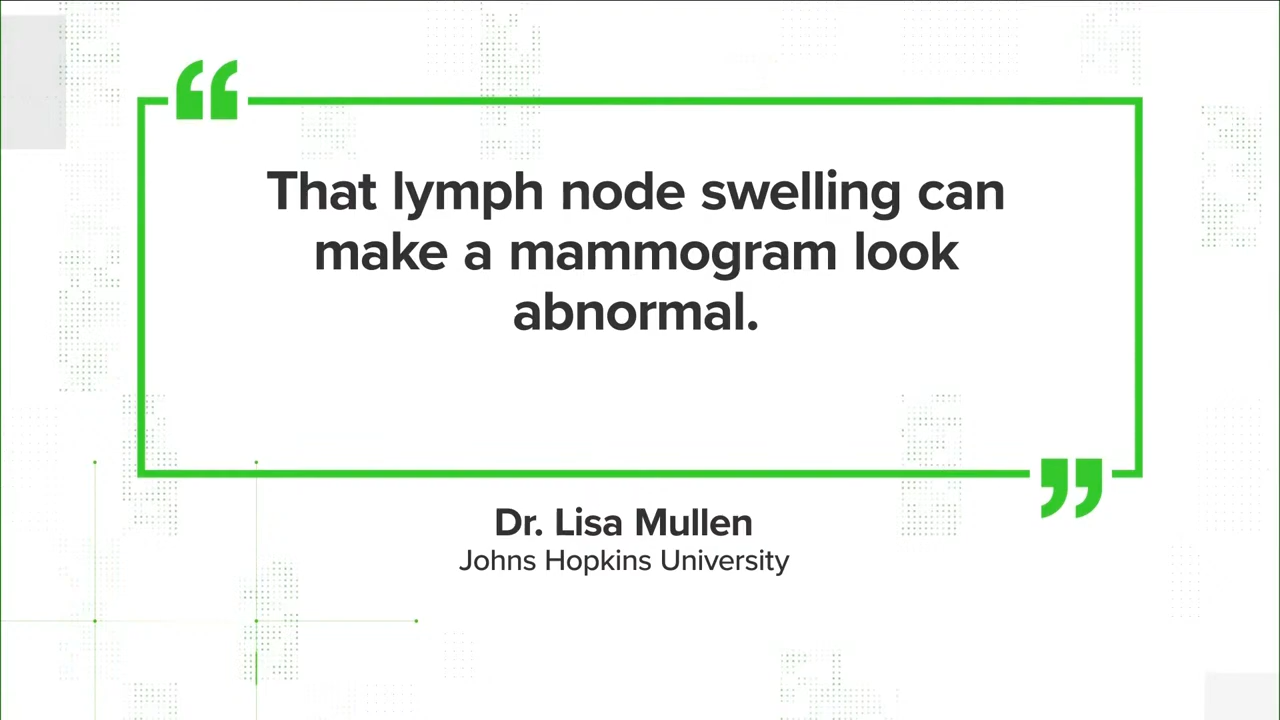 “
That lymph node swelling can
make a mammogram look
abnormal.
”
Dr. Lisa Mullen
Johns Hopkins University